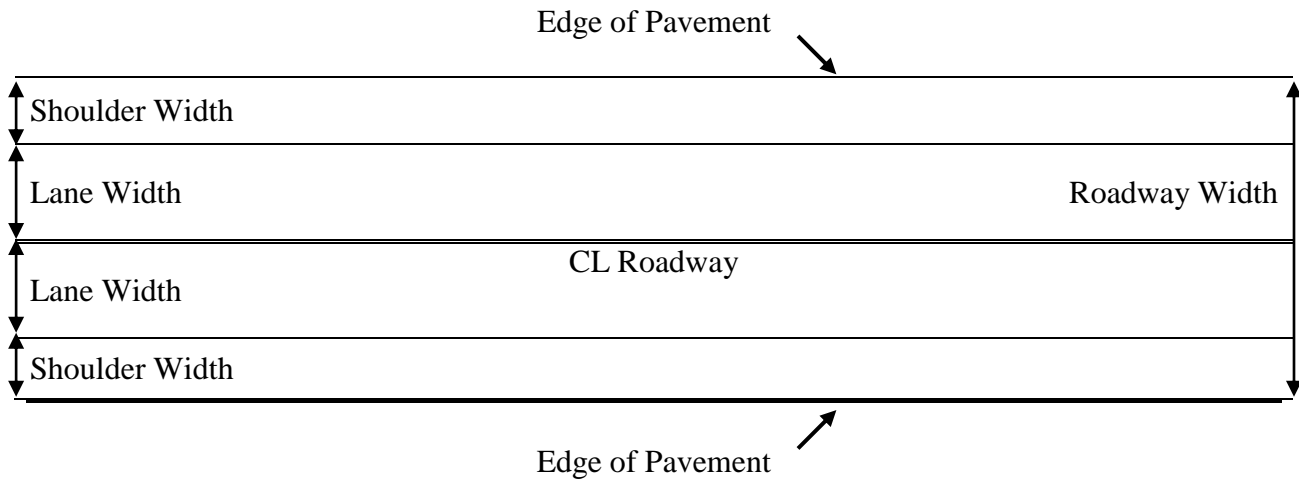 Edge of Pavement
Shoulder Width
Lane Width
Roadway Width
CL Roadway
Lane Width
Shoulder Width
Edge of Pavement